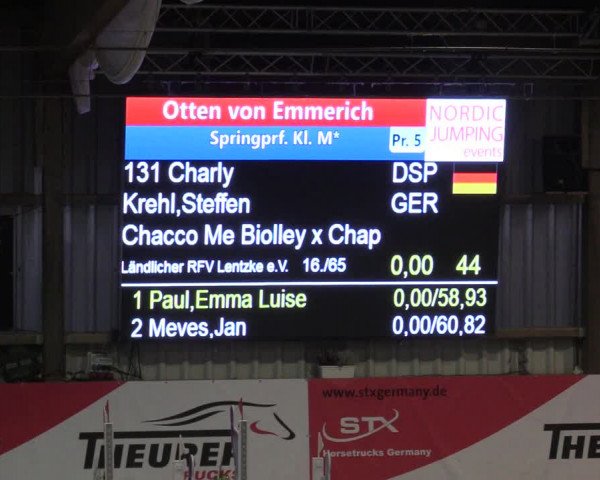 Otten von Emmerich
Springprf. Kl. M*
Pr. 5
NORDIC
JUMPING
events
131 Charly
DSP
Krehl,Steffen
GER
Chacco Me Biolley x Chap
Ländlicher RFV Lentzke e.V. 16./65 0,00 44
1 Paul,Emma Luise 0,00/58,93
2 Meves,Jan 0,00/60,82
www.stxgermany.de
STX
Horsetrucks Germany